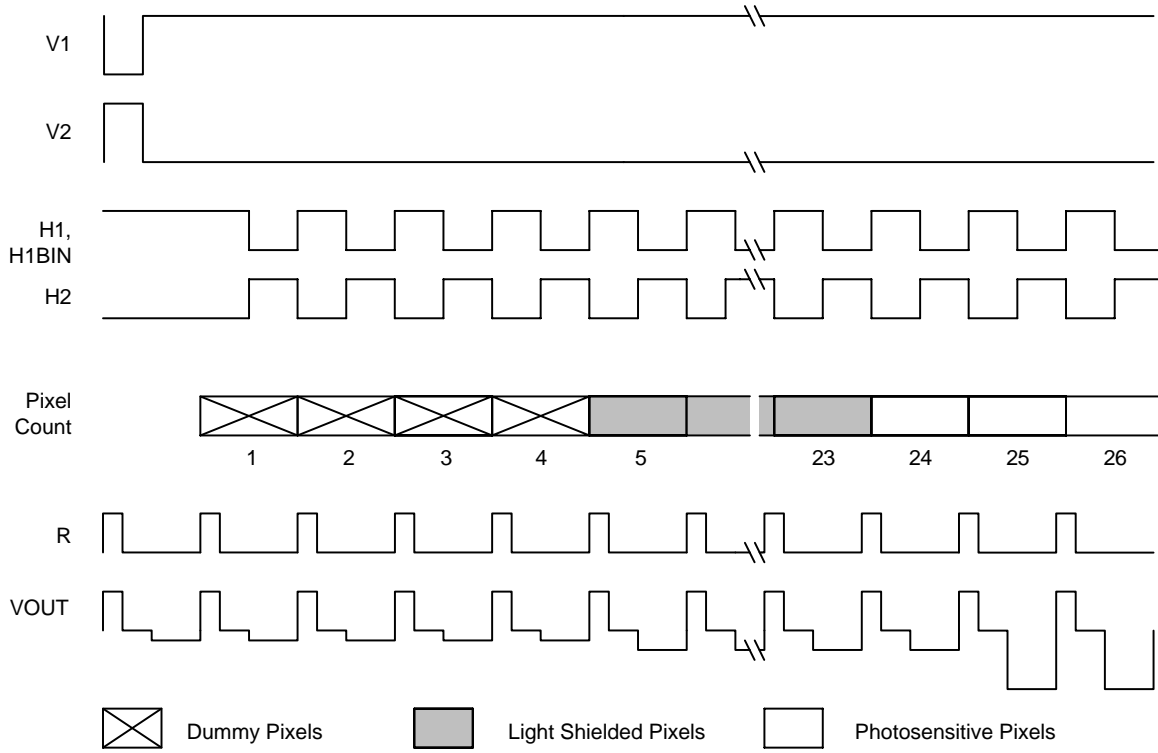 V1
V2
H1,
H1BIN
H2
Pixel
Count
1 2 3 4 5 23 24 25 26
R
VOUT
Dummy Pixels Light Shielded Pixels Photosensitive Pixels